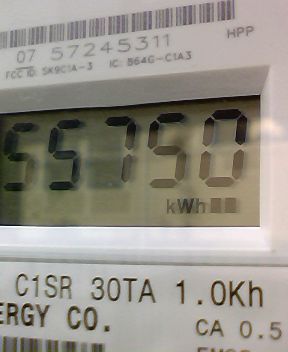 HPP
07 57245311
FCC ID: SK9C1A-3 IC: 864G-C1A3
55750
kWh
C1SR 30TA 1.0Kh
ERGY CO.
CA 0.5